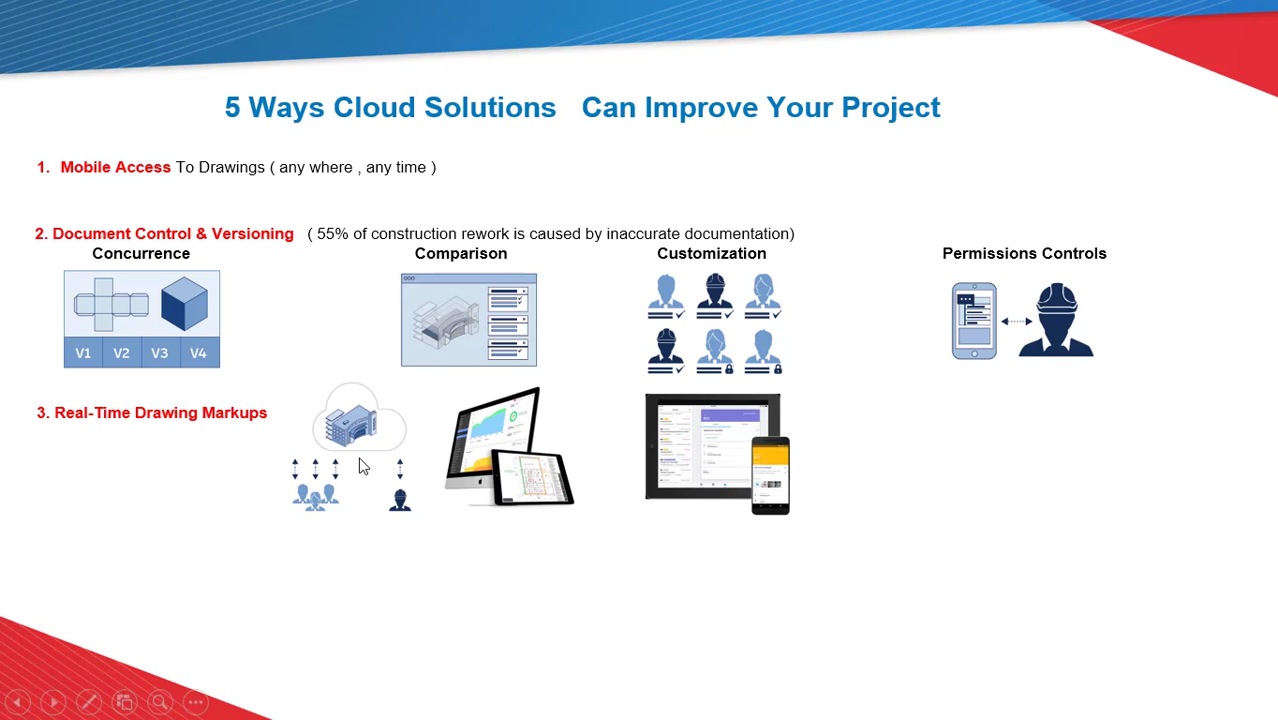 5 Ways Cloud Solutions Can Improve Your Project
1. Mobile Access To Drawings ( any where , any time )
2. Document Control & Versioning ( 55% of construction rework is caused by inaccurate documentation)
Concurrence Comparison Customization Permissions Controls
V1 V2 V3 V4
3. Real-Time Drawing Markups